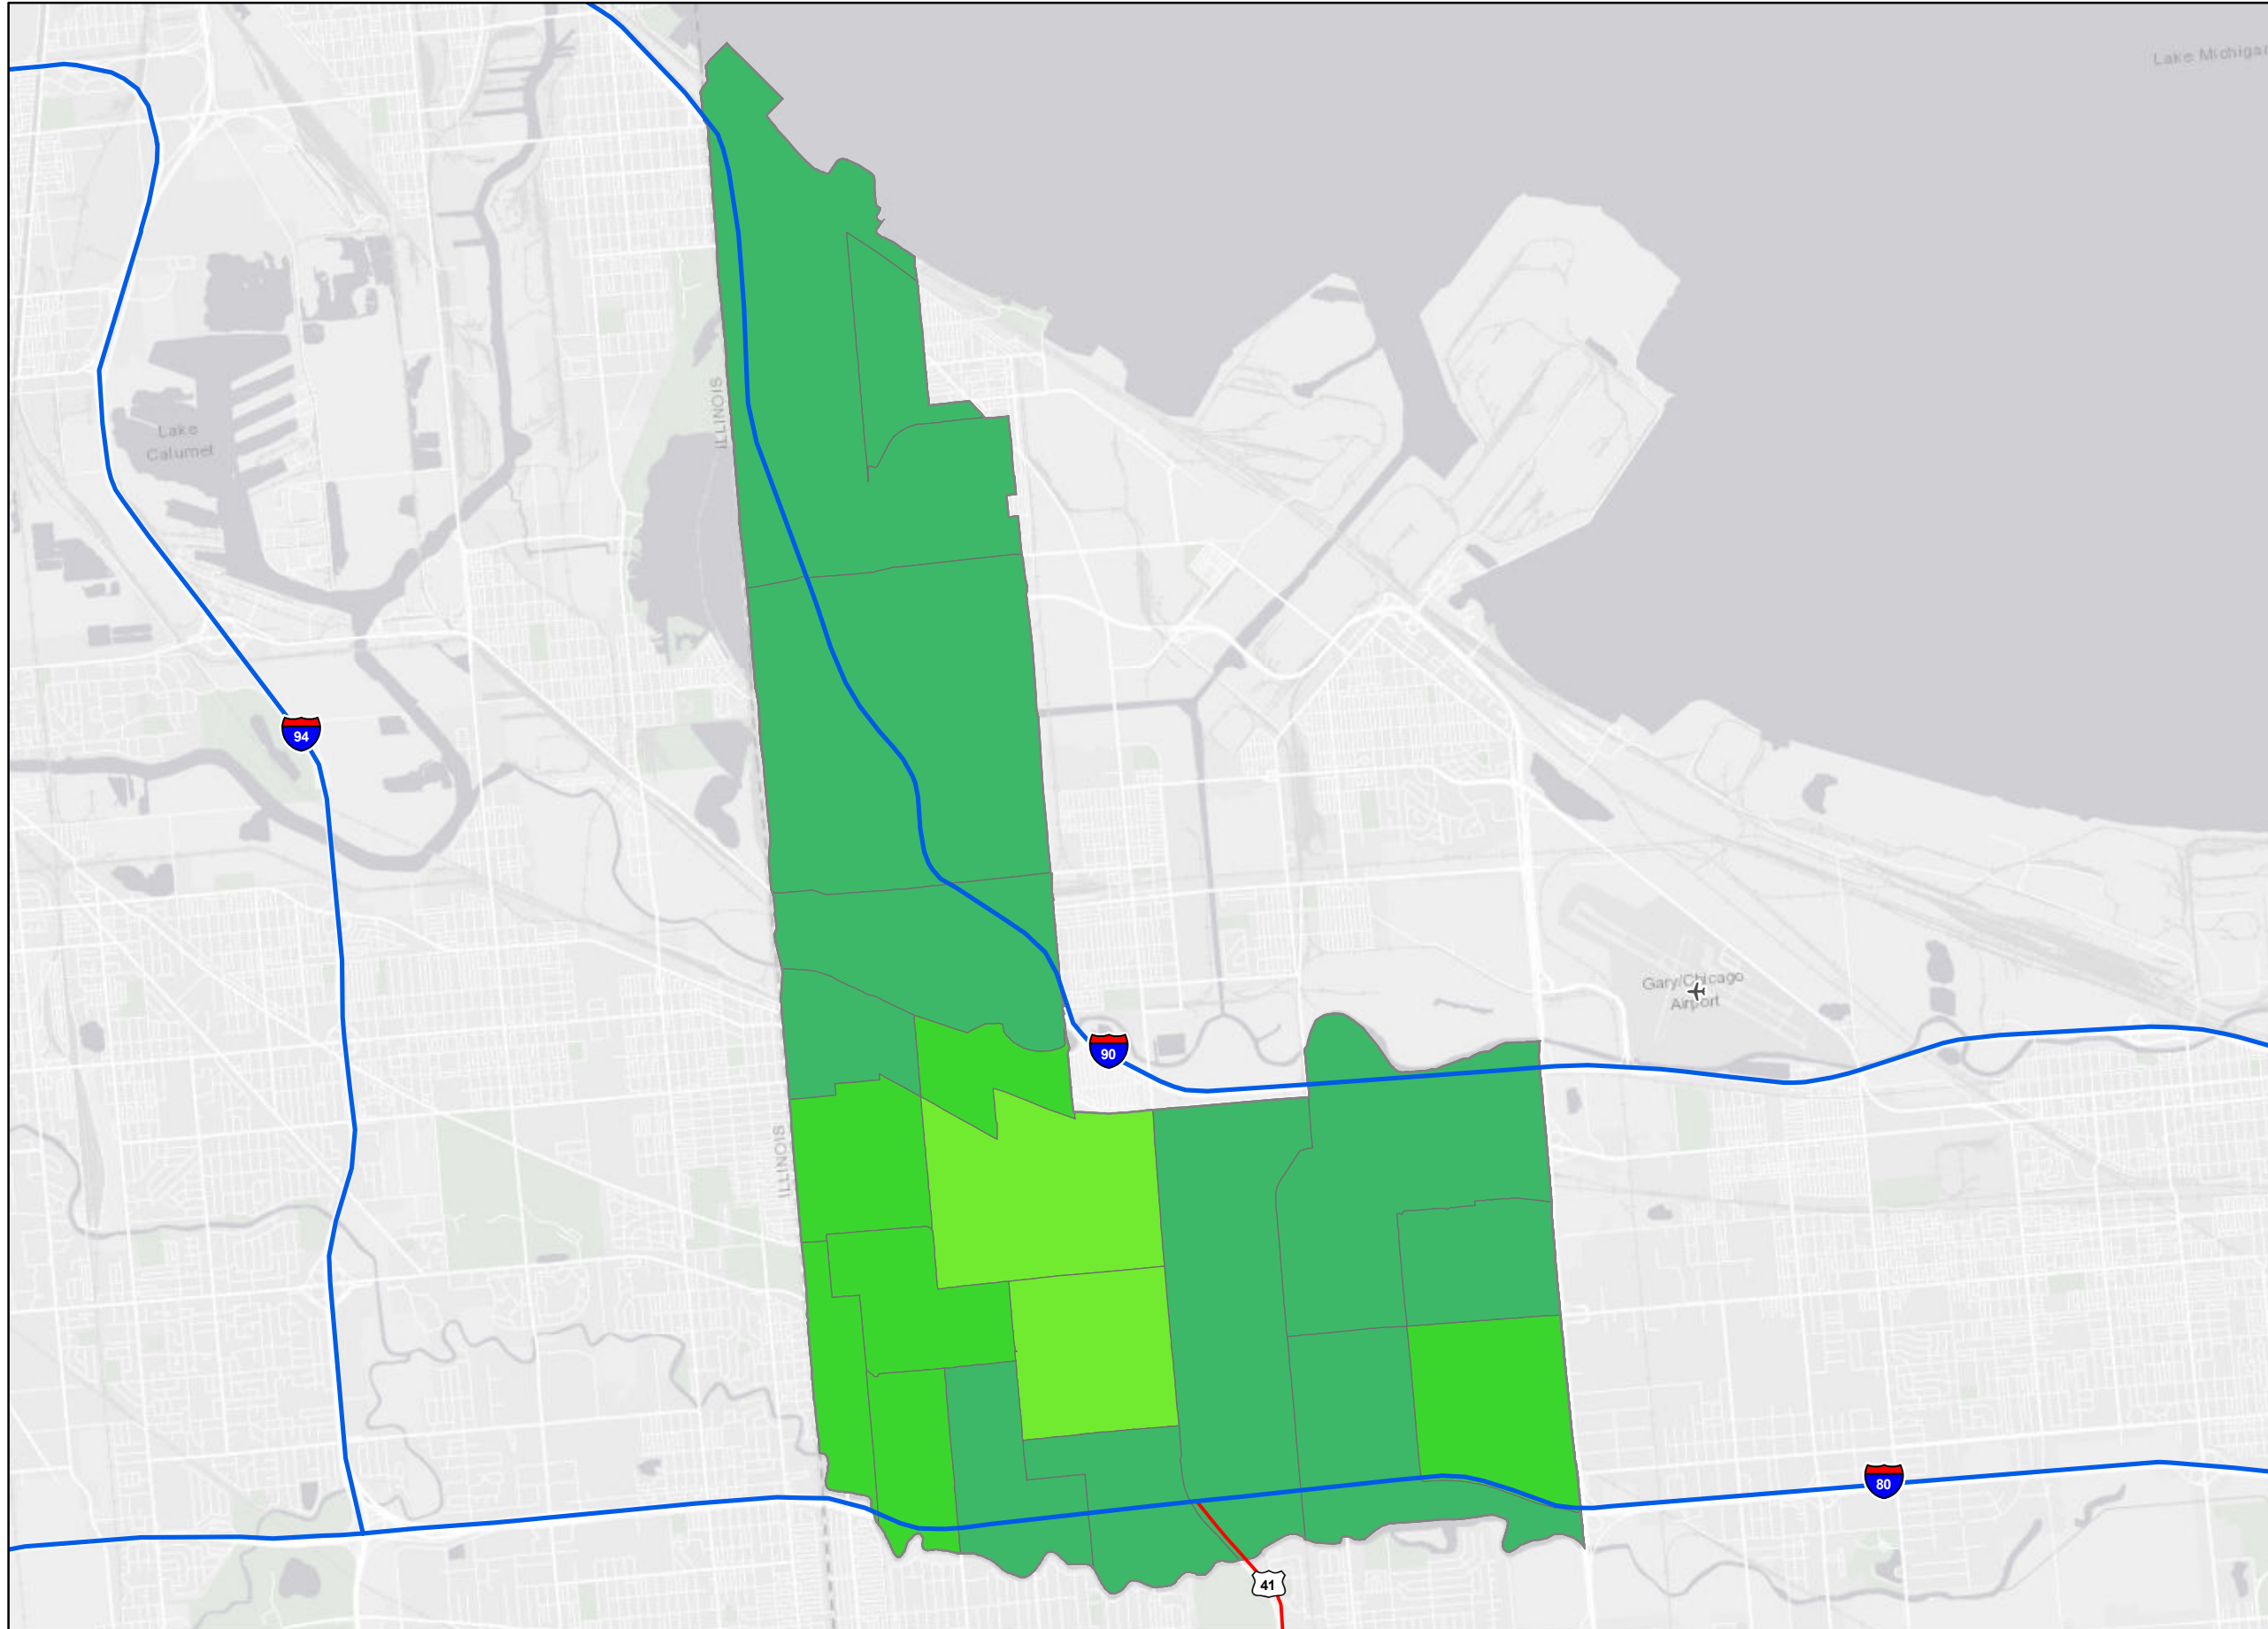 Lake Michigan
ILLINOIS
Lake
Calumet
94
Gary/Chicago
Airport
90
ILLINOIS
80
41